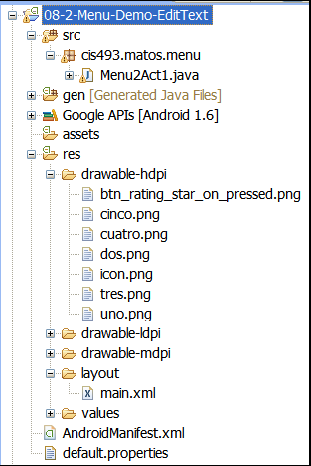 08-2-Menu-Demo-EditText
src
cis493.matos.menu
Menu2Act1.java
gen [Generated Java Files]
Google APIs [Android 1.6]
assets
res
drawable-hdpi
btn_rating_star_on_pressed.png
cinco.png
cuatro.png
dos.png
icon.png
tres.png
uno.png
drawable-ldpi
drawable-mdpi
layout
main.xml
values
AndroidManifest.xml
default.properties